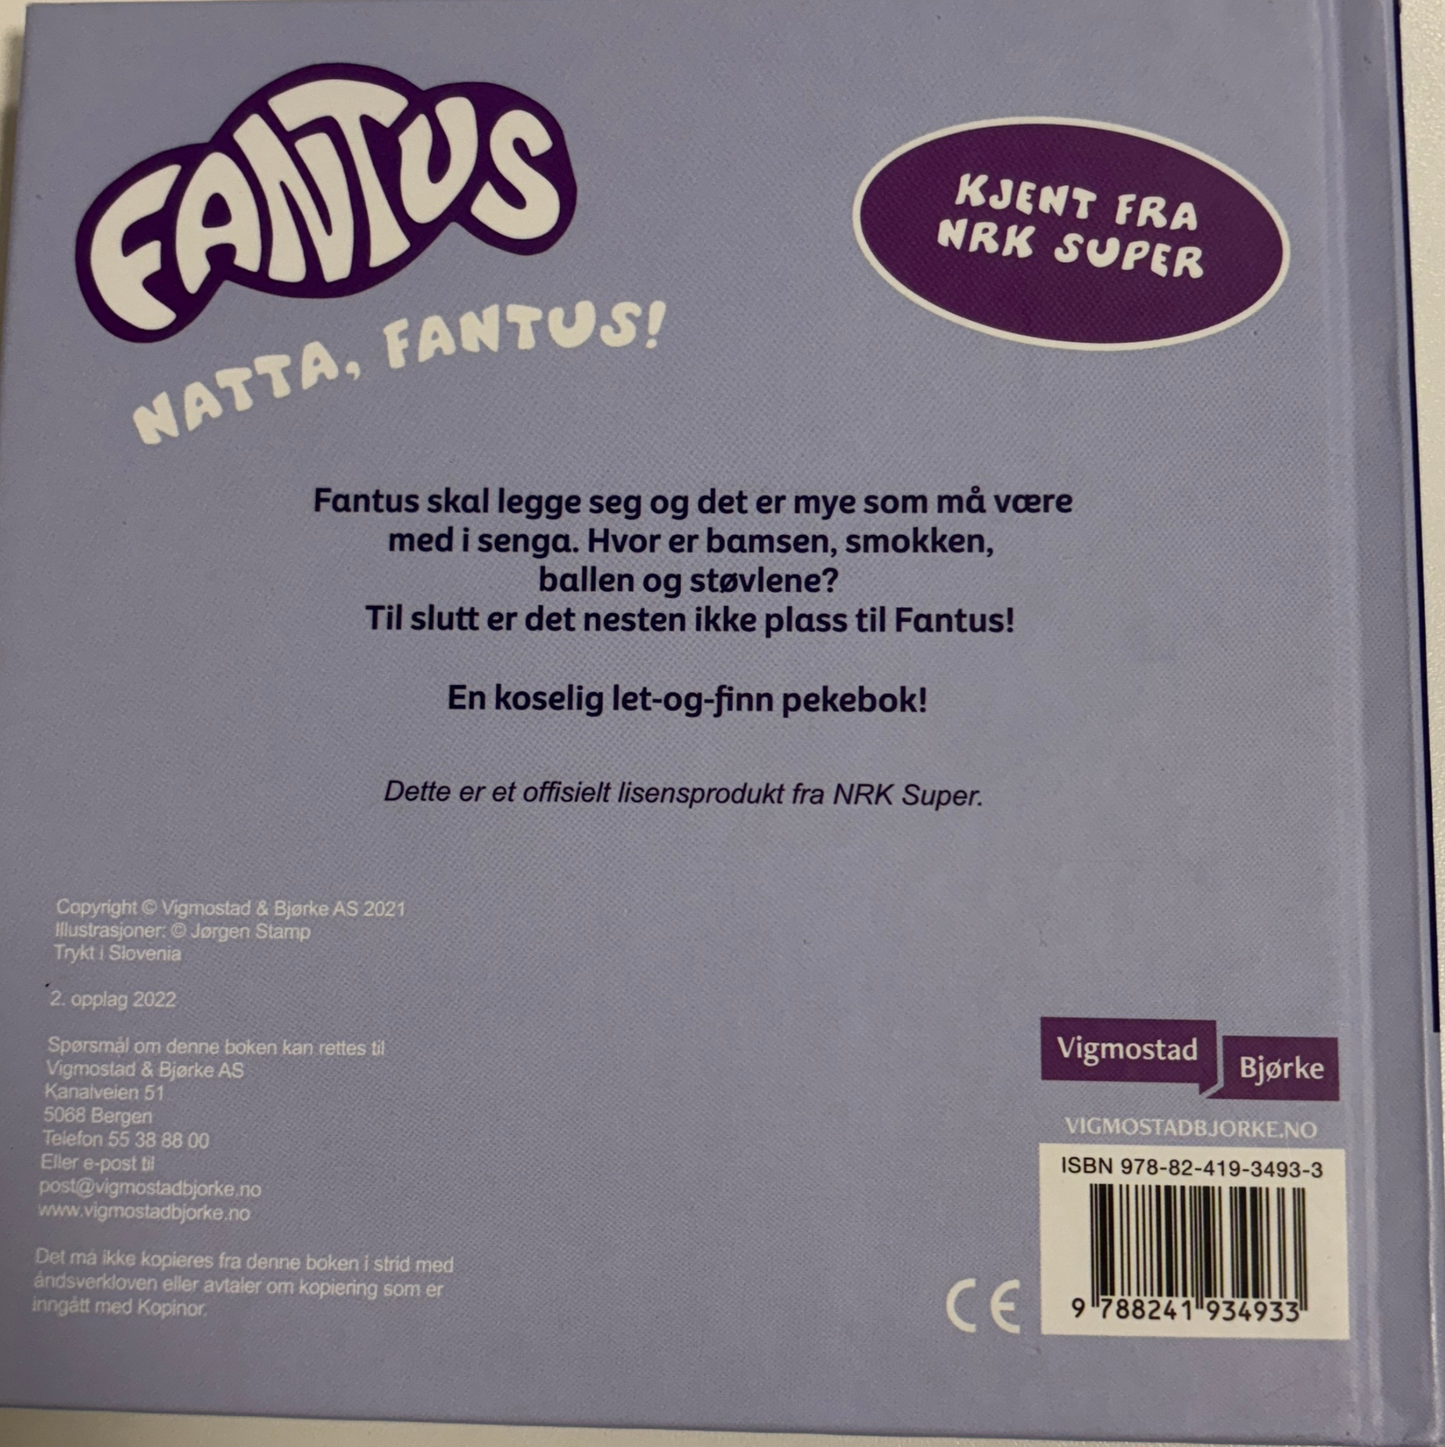 FANTUS
NATTA, FANTUS!
KJENT FRA
NRK SUPER
Fantus skal legge seg og det er mye som må være
med i senga. Hvor er bamsen, smokken,
ballen og støvlene?
Til slutt er det nesten ikke plass til Fantus!
En koselig let-og-finn pekebok!
Dette er et offisielt lisensprodukt fra NRK Super.
Copyright © Vigmostad & Bjørke AS 2021
Illustrasjoner: © Jørgen Stamp
Trykt i Slovenia
2. opplag 2022
Spørsmål om denne boken kan rettes til
Vigmostad & Bjørke AS
Kanalveien 51
5068 Bergen
Telefon 55 38 88 00
Eller e-post til
post@vigmostadbjorke.no
www.vigmostadbjorke.no
Det må ikke kopieres fra denne boken i strid med
åndsverkloven eller avtaler om kopiering som er
inngått med Kopinor.
Vigmostad
Bjørke
VIGMOSTADBJORKE.NO
ISBN 978-82-419-3493-3
9 788241 934933
CE